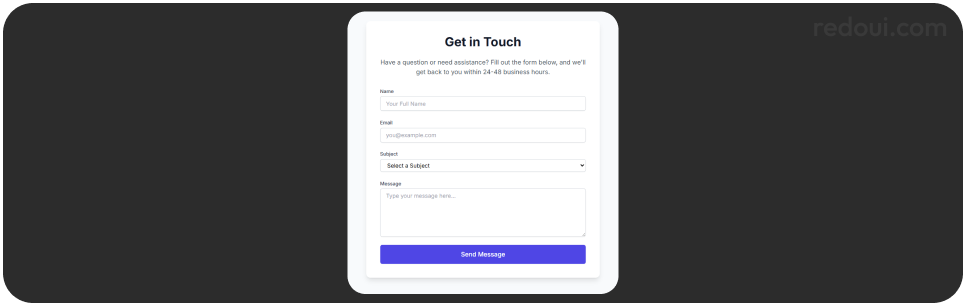 redoui.com
Get in Touch
Have a question or need assistance? Fill out the form below, and we'll
get back to you within 24-48 business hours.
Name
Your Full Name
Email
you@example.com
Subject
Select a Subject
Message
Type your message here...
Send Message